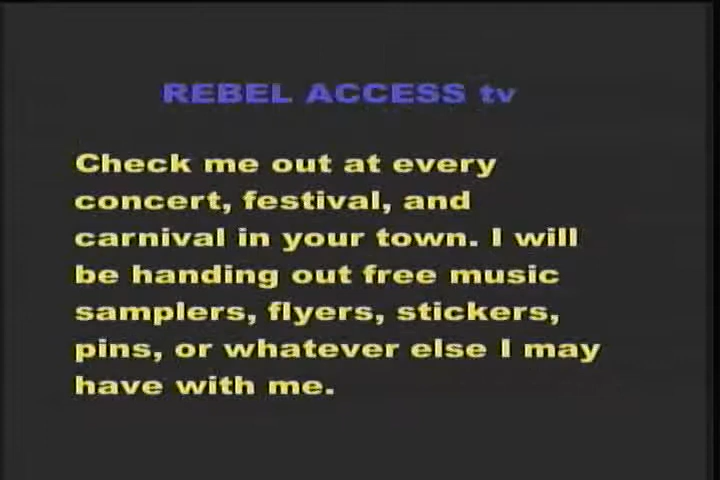 REBEL ACCESS tv
Check me out at every
concert, festival, and
carnival in your town. I will
be handing out free music
samplers, flyers, stickers,
pins, or whatever else I may
have with me.